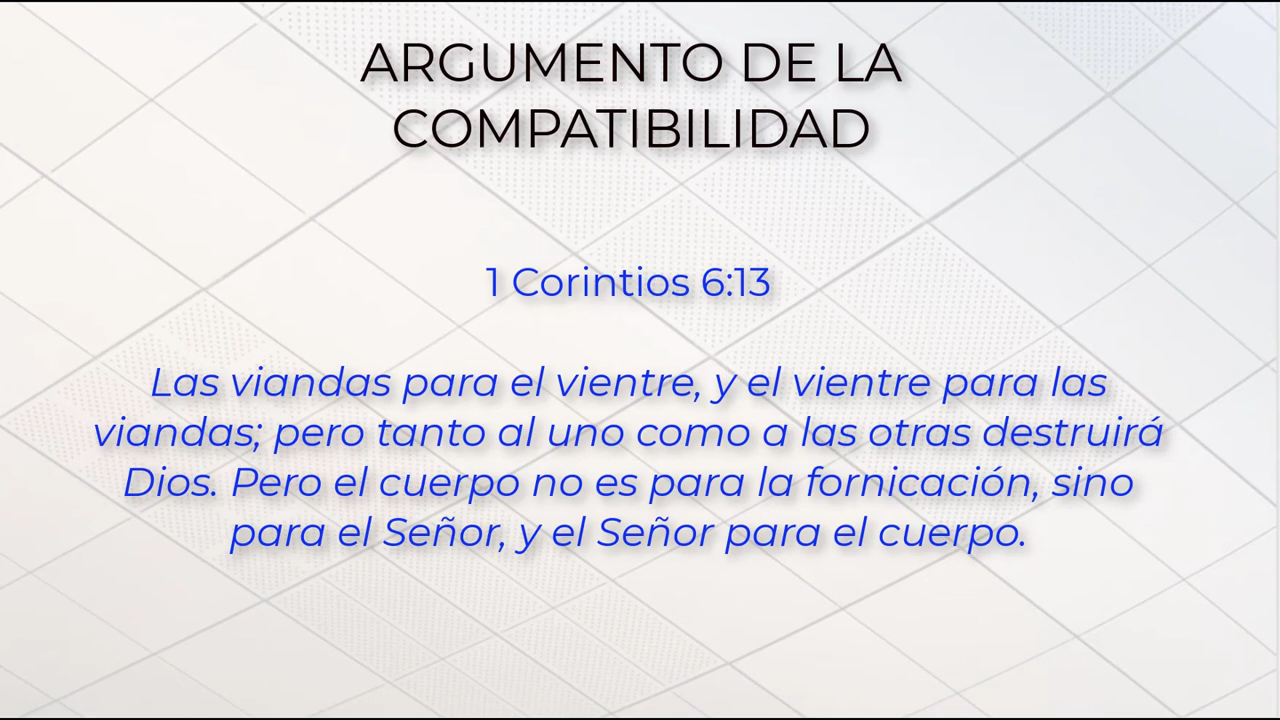 ARGUMENTO DE LA
COMPATIBILIDAD
1 Corintios 6:13
Las viandas para el vientre, y el vientre para las
viandas; pero tanto al uno como a las otras destruirá
Dios. Pero el cuerpo no es para la fornicación, sino
para el Señor, y el Señor para el cuerpo.